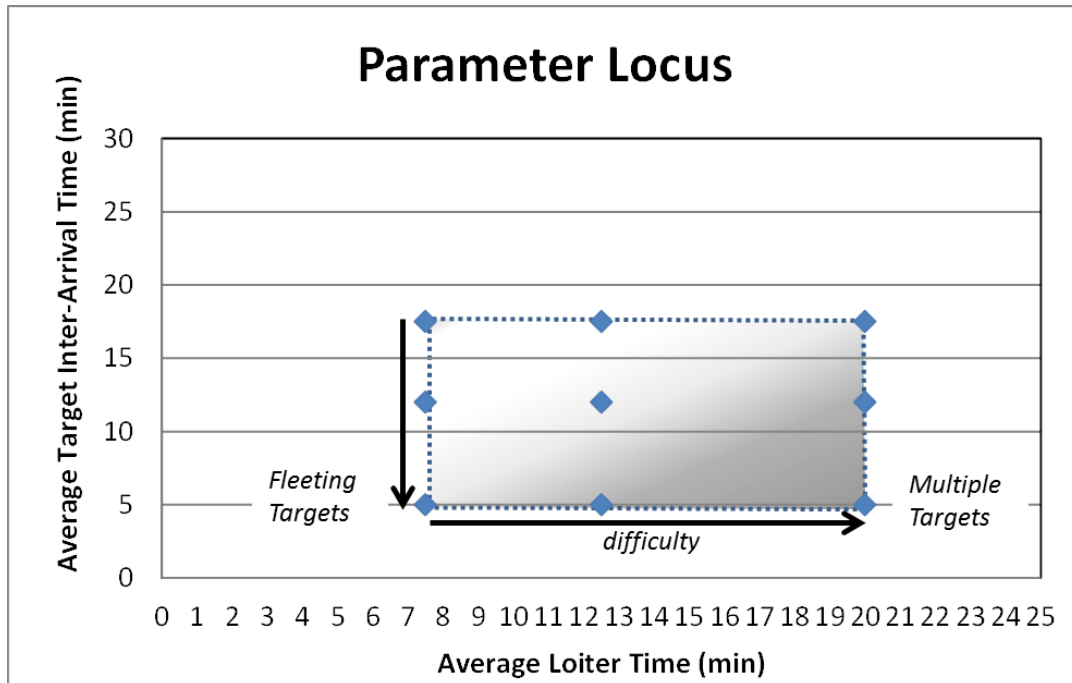 Parameter Locus
Average Target Inter-Arrival Time (min)
30
25
20
15
10
5
0
Fleeting
Targets
Multiple
Targets
difficulty
0 1 2 3 4 5 6 7 8 9 10 11 12 13 14 15 16 17 18 19 20 21 22 23 24 25
Average Loiter Time (min)